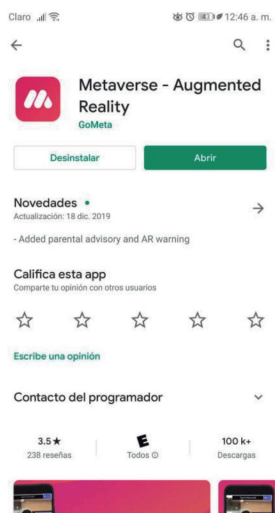 Claro 12:46 a. m.
Metaverse - Augmented
Reality
GoMeta
Desinstalar Abrir
Novedades
Actualización: 18 dic. 2019
- Added parental advisory and AR warning
Califica esta app
Comparte tu opinión con otros usuarios
Escribe una opinión
Contacto del programador
3.5★ E 100 k+
238 reseñas Todos Descargas